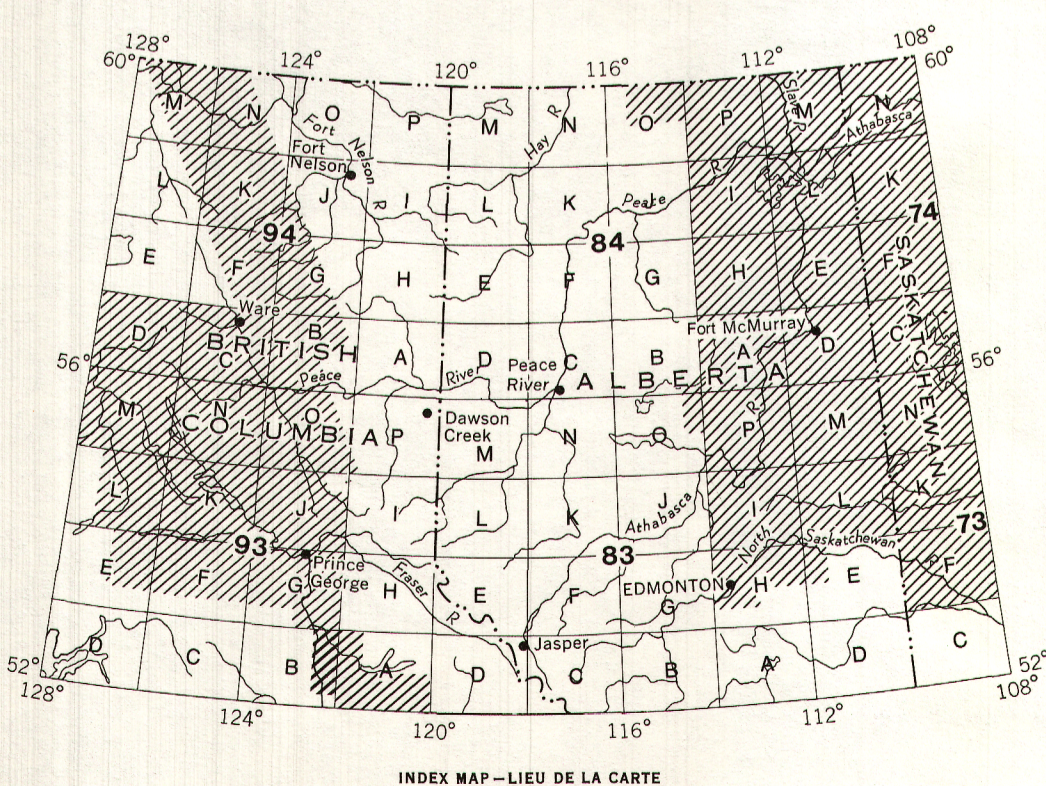 128° 124° 120° 116° 112° 108°
60° 60°
M N O P M N O P M N
Fort Nelson R
Hay R
Slave R
Athabasca
Fort
Nelson
L K J I L K I L K
Peace R
94 84 74
E F G H E F G H E F
Ware
Fort McMurray
D C B A D C B A D C
BRITISH
Peace River
Peace
River
ALBERTA
SASKATCHEWAN
56° 56°
M N O P M N O P M N
COLUMBIA
Dawson
Creek
R
L K J I L K J I L K
Athabasca
North Saskatchewan
93 83 73
Prince
George
Fraser R
EDMONTON
E F G H E F G H E F
Jasper
D C B A D C B A D C
52° 52°
128° 124° 120° 116° 112° 108°
INDEX MAP – LIEU DE LA CARTE